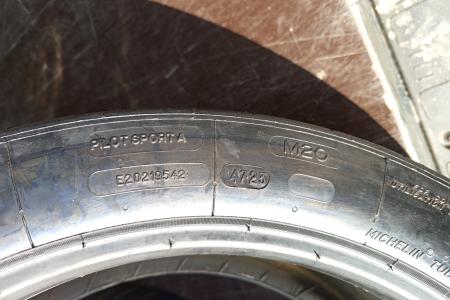 PILOT SPORT A
M20
E20219542
A7 23
MICHELIN®